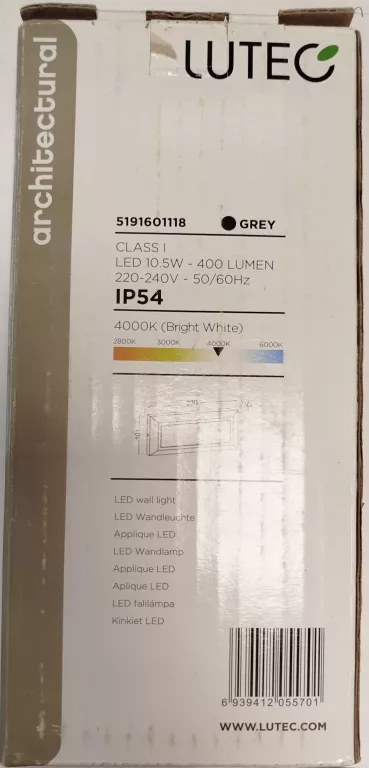 architectural
LUTEC
5191601118 GREY
CLASS I
LED 10.5W - 400 LUMEN
220-240V - 50/60Hz
IP54
4000K (Bright White)
2800K 3000K 4000K 6000K
LED wall light
LED Wandleuchte
Applique LED
LED Wandlamp
Applique LED
Aplique LED
LED falilámpa
Kinkiet LED
6 939412 055701
WWW.LUTEC.COM